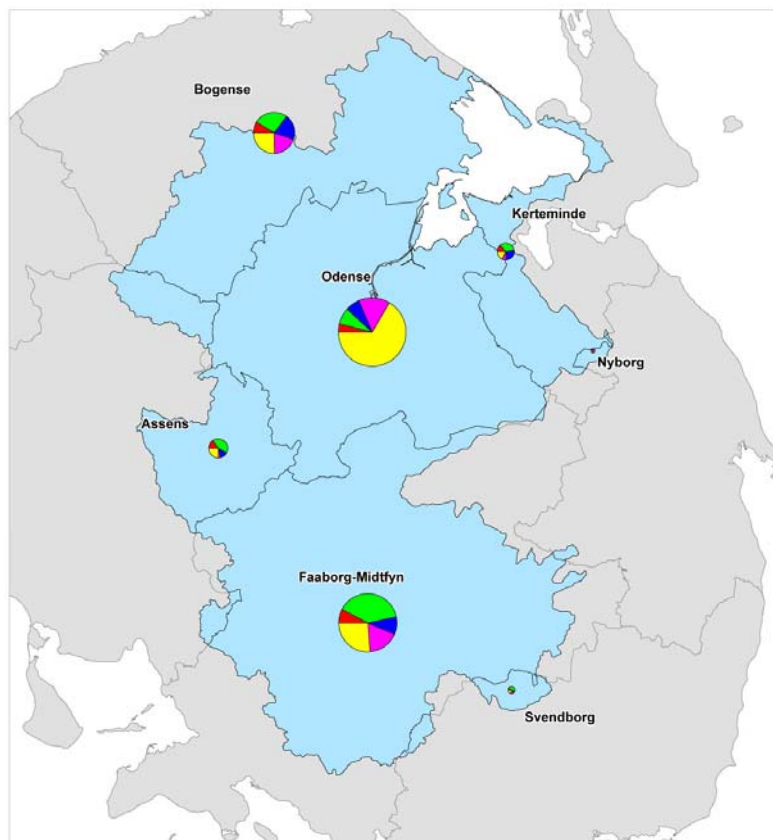 Bogense
Kerteminde
Odense
Nyborg
Assens
Faaborg-Midtfyn
Svendborg